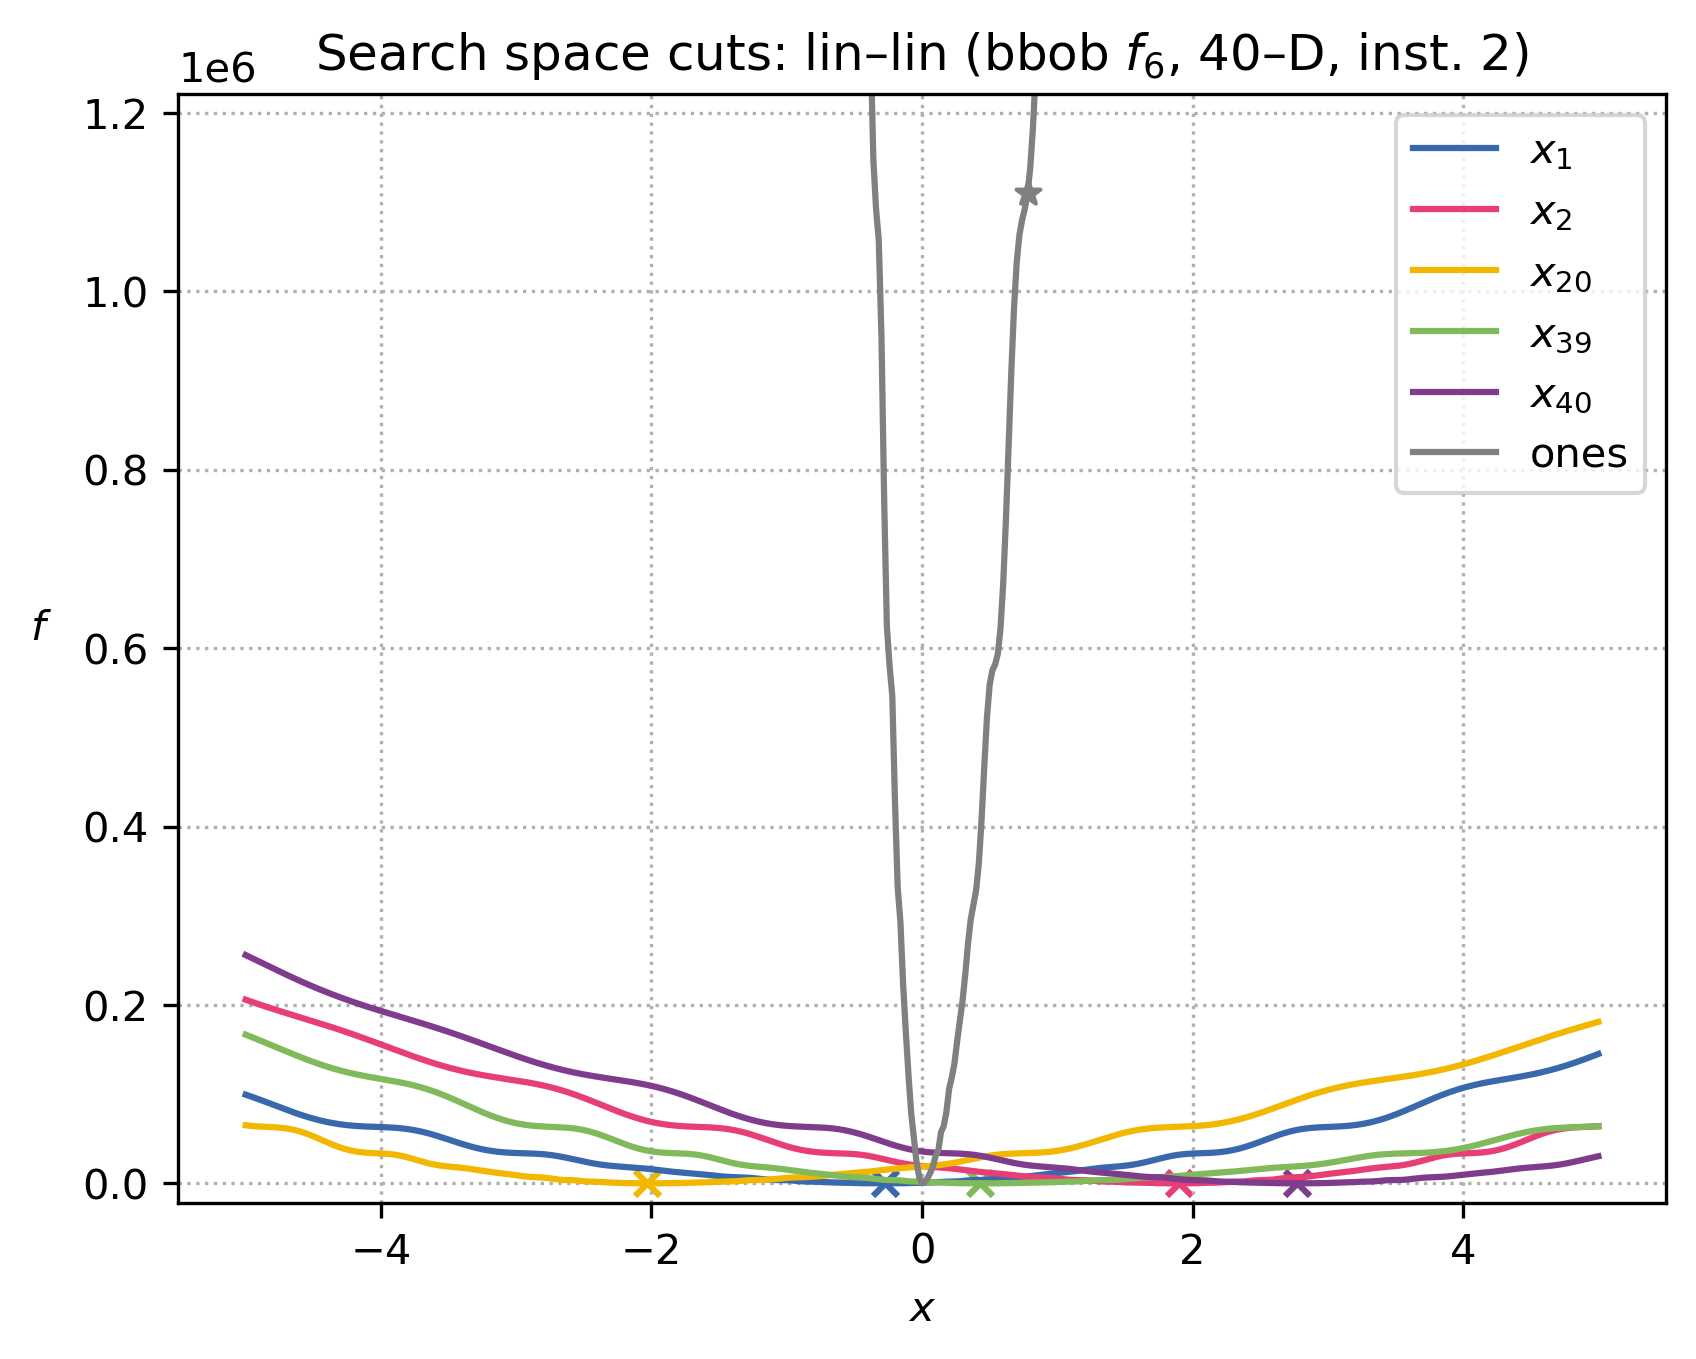 Search space cuts: lin–lin (bbob f₆, 40–D, inst. 2)
1e6
1.2
1.0
0.8
0.6
0.4
0.2
0.0
f
−4
−2
0
2
4
x
x₁
x₂
x₂₀
x₃₉
x₄₀
ones